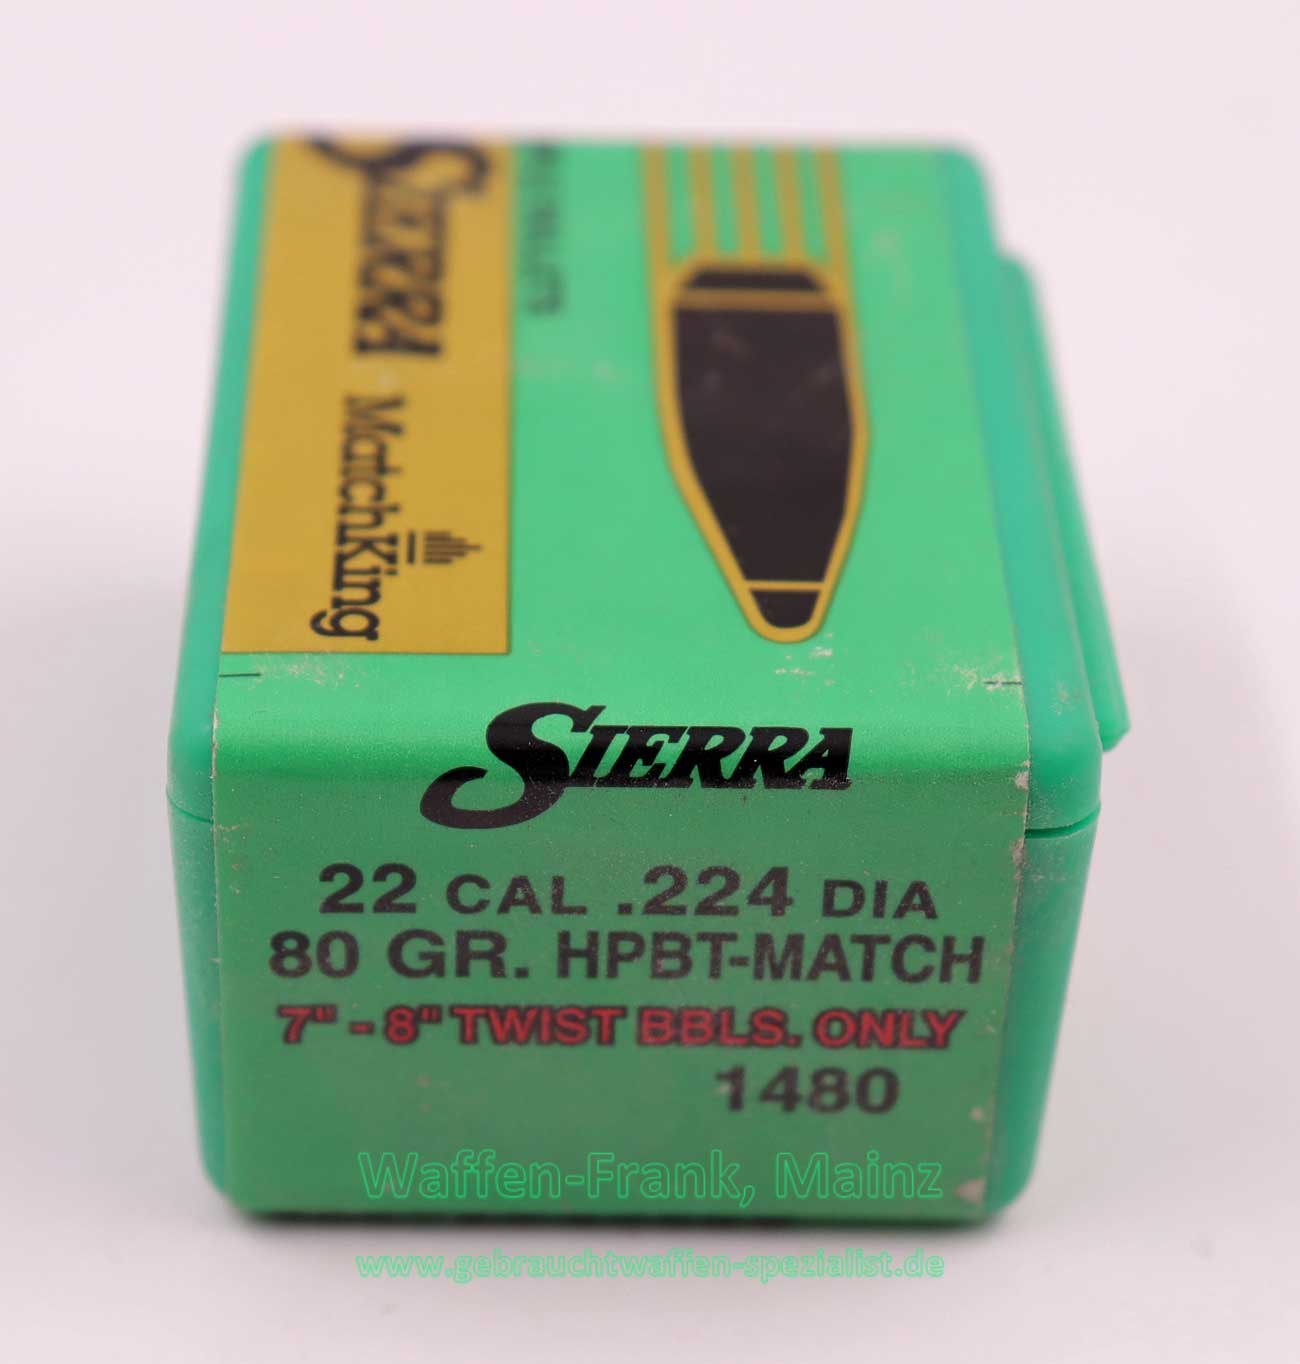 SIERRA
MatchKing
SIERRA
22 CAL .224 DIA
80 GR. HPBT-MATCH
7" - 8" TWIST BBLS. ONLY
1480
Waffen-Frank, Mainz
www.gebrauchtwaffen-spezialist.de